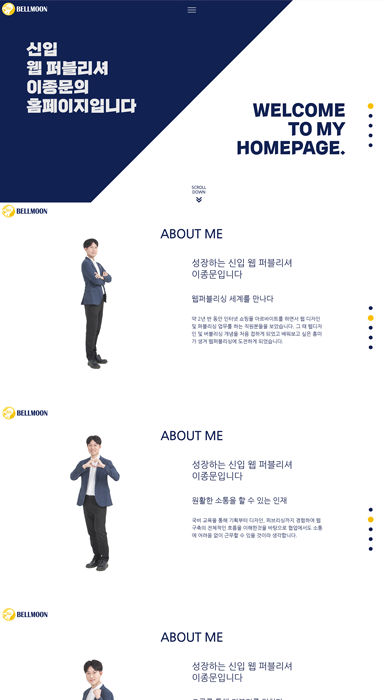 BELLMOON
신입
웹 퍼블리셔
이종문의
홈페이지입니다
WELCOME
TO MY
HOMEPAGE.
SCROLL
DOWN
BELLMOON
ABOUT ME
성장하는 신입 웹 퍼블리셔
이종문입니다
웹퍼블리싱 세계를 만나다
약 2년 반 동안 인터넷 쇼핑몰 아르바이트를 하면서 웹 디자인
및 퍼블리싱 업무를 하는 직원분들을 보았습니다. 그 때 웹디자
인 및 퍼블리싱 개념을 처음 접하게 되었고 배워보고 싶은 흥미
가 생겨 웹퍼블리싱에 도전하게 되었습니다.
BELLMOON
ABOUT ME
성장하는 신입 웹 퍼블리셔
이종문입니다
원활한 소통을 할 수 있는 인재
국비 교육을 통해 기획부터 디자인, 퍼브리싱까지 경험하여 웹
구축의 전체적인 흐름을 이해한것을 바탕으로 협업에서도 소통
에 어려움 없이 근무할 수 있을 것이라 생각합니다.
BELLMOON
ABOUT ME
성장하는 신입 웹 퍼블리셔
이종문입니다